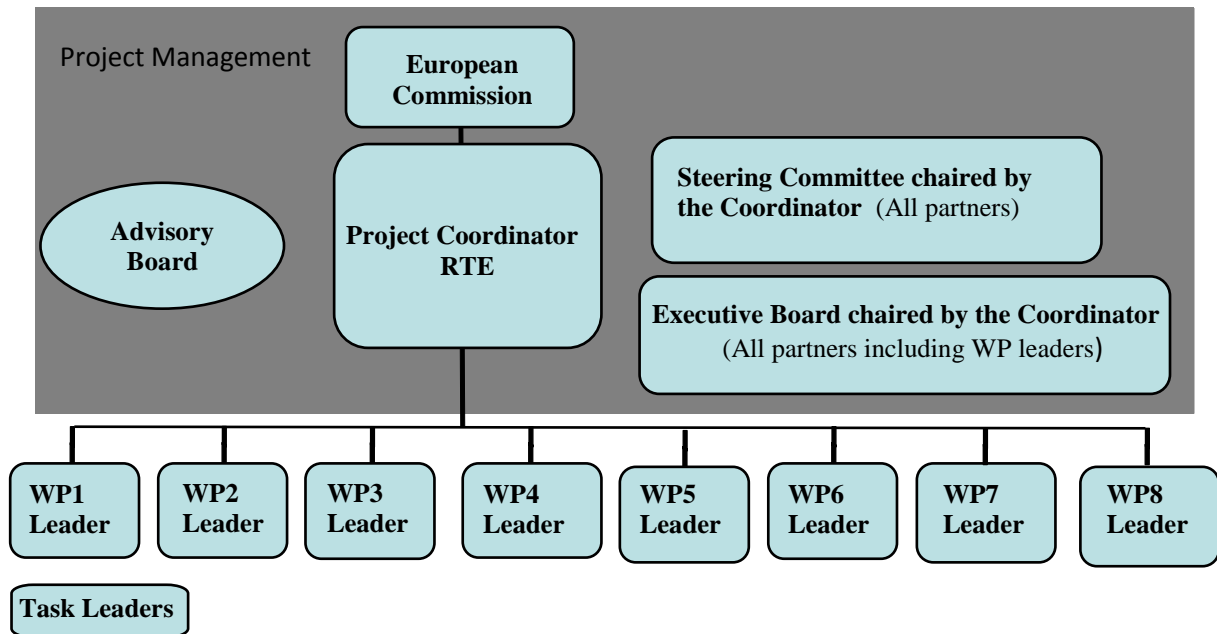 Project Management
European
Commission
Advisory
Board
Project Coordinator
RTE
Steering Committee chaired by
the Coordinator (All partners)
Executive Board chaired by the Coordinator
(All partners including WP leaders)
WP1
Leader
WP2
Leader
WP3
Leader
WP4
Leader
WP5
Leader
WP6
Leader
WP7
Leader
WP8
Leader
Task Leaders